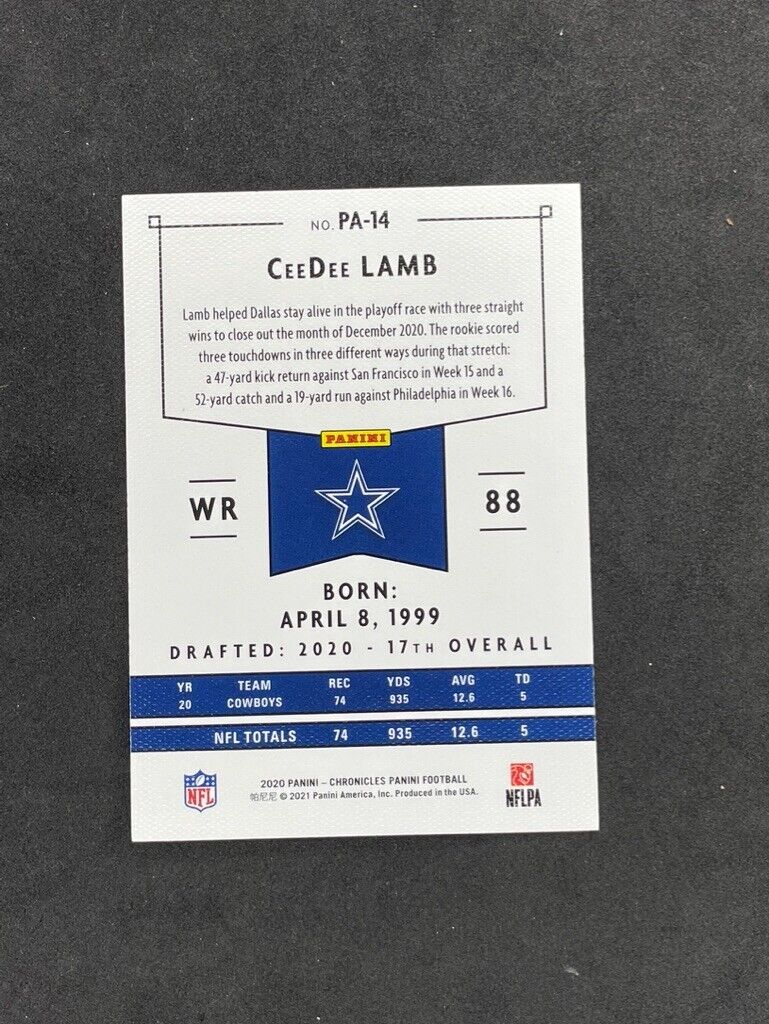 NO. PA-14
CEEDEE LAMB
Lamb helped Dallas stay alive in the playoff race with three straight
wins to close out the month of December 2020. The rookie scored
three touchdowns in three different ways during that stretch:
a 47-yard kick return against San Francisco in Week 15 and a
52-yard catch and a 19-yard run against Philadelphia in Week 16.
PANINI
WR
88
BORN:
APRIL 8, 1999
DRAFTED: 2020 - 17TH OVERALL
YR TEAM REC YDS AVG TD
20 COWBOYS 74 935 12.6 5
NFL TOTALS 74 935 12.6 5
2020 PANINI – CHRONICLES PANINI FOOTBALL
帕尼尼 © 2021 Panini America, Inc. Produced in the USA.
NFL
NFLPA